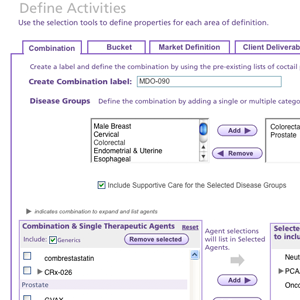 Define Activities
Use the selection tools to define properties for each area of definition.
Combination Bucket Market Definition Client Deliverab
Create a label and define the combination by using the pre-existing lists of coctail
Create Combination label: MDO-090
Disease Groups Define the combination by adding a single or multiple catego
Male Breast
Cervical
Colorectal
Endometrial & Uterine
Esophageal
Add
Remove
Colorecta
Prostate
Include Supportive Care for the Selected Disease Groups
indicates combination to expand and list agents
Combination & Single Therapeutic Agents Reset
Include: Generics Remove selected
combrestastatin
CRx-026
Prostate
GVAX
Agent selections
will list in Selected
Agents.
Add
Selecte
to inclu
Neut
PCA
Onco